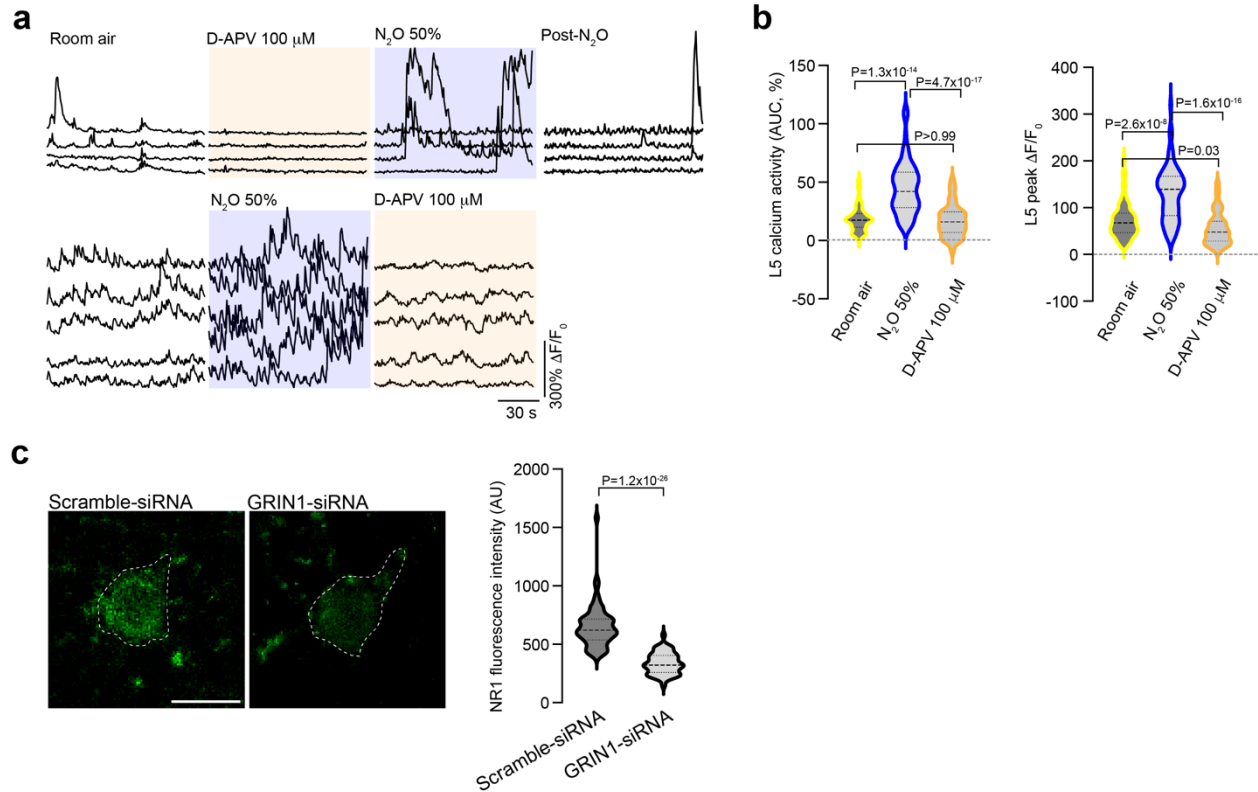 a
Room air
D-APV 100 μM
N₂O 50%
Post-N₂O
N₂O 50%
D-APV 100 μM
300% ΔF/F₀
30 s
b
L5 calcium activity (AUC, %)
150
100
50
0
-50
P=1.3x10⁻¹⁴
P=4.7x10⁻¹⁷
P>0.99
Room air
N₂O 50%
D-APV 100 μM
L5 peak ΔF/F₀
400
300
200
100
0
-100
P=1.6x10⁻¹⁶
P=2.6x10⁻⁸
P=0.03
Room air
N₂O 50%
D-APV 100 μM
c
Scramble-siRNA
GRIN1-siRNA
NR1 fluorescence intensity (AU)
2000
1500
1000
500
0
P=1.2x10⁻²⁶
Scramble-siRNA
GRIN1-siRNA